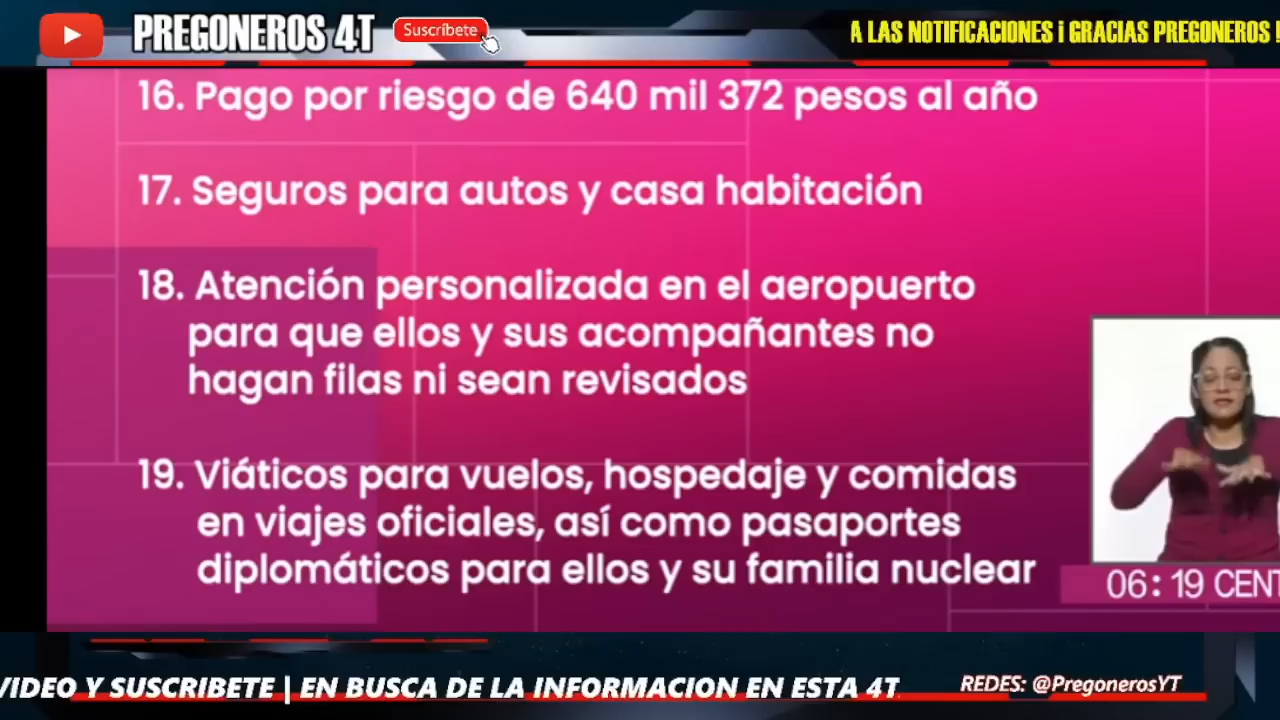 PREGONEROS 4T
Suscríbete
A LAS NOTIFICACIONES ¡ GRACIAS PREGONEROS !
16. Pago por riesgo de 640 mil 372 pesos al año
17. Seguros para autos y casa habitación
18. Atención personalizada en el aeropuerto
para que ellos y sus acompañantes no
hagan filas ni sean revisados
19. Viáticos para vuelos, hospedaje y comidas
en viajes oficiales, así como pasaportes
diplomáticos para ellos y su familia nuclear
06:19 CENT
VIDEO Y SUSCRIBETE | EN BUSCA DE LA INFORMACION EN ESTA 4T
REDES: @PregonerosYT